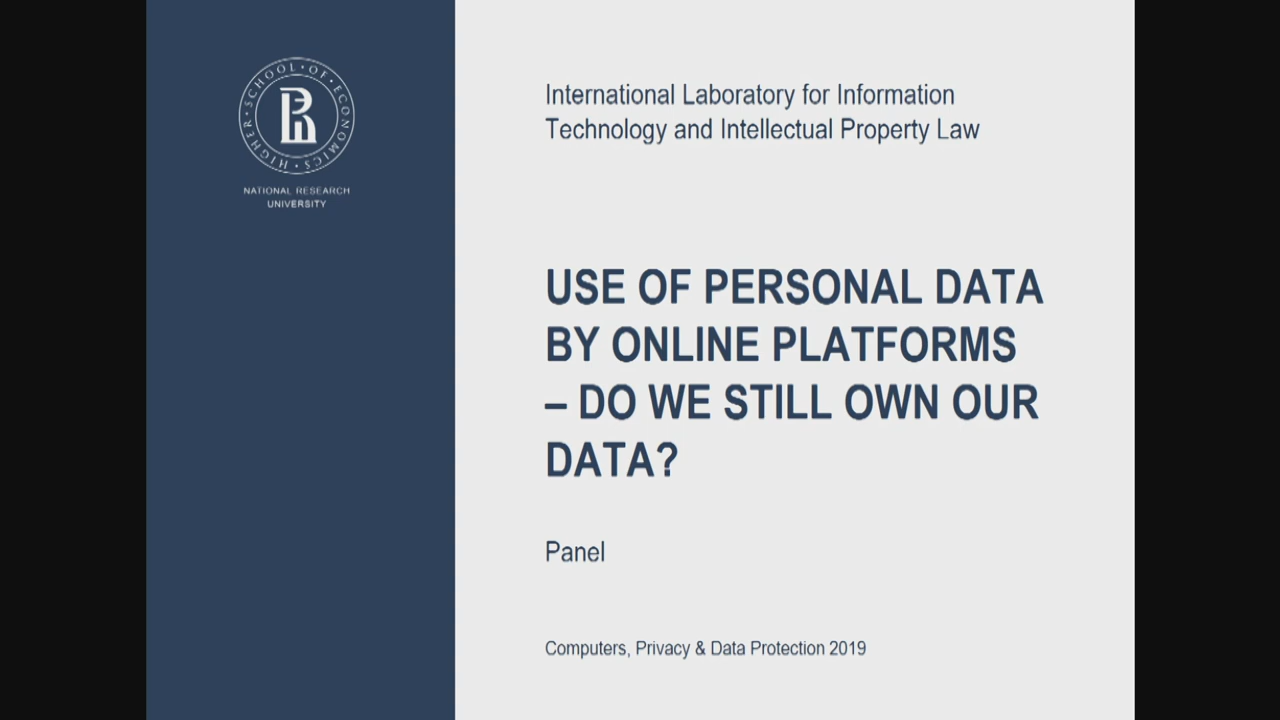 HIGHER · SCHOOL · OF · ECONOMICS ·
NATIONAL RESEARCH
UNIVERSITY
International Laboratory for Information
Technology and Intellectual Property Law
USE OF PERSONAL DATA
BY ONLINE PLATFORMS
– DO WE STILL OWN OUR
DATA?
Panel
Computers, Privacy & Data Protection 2019